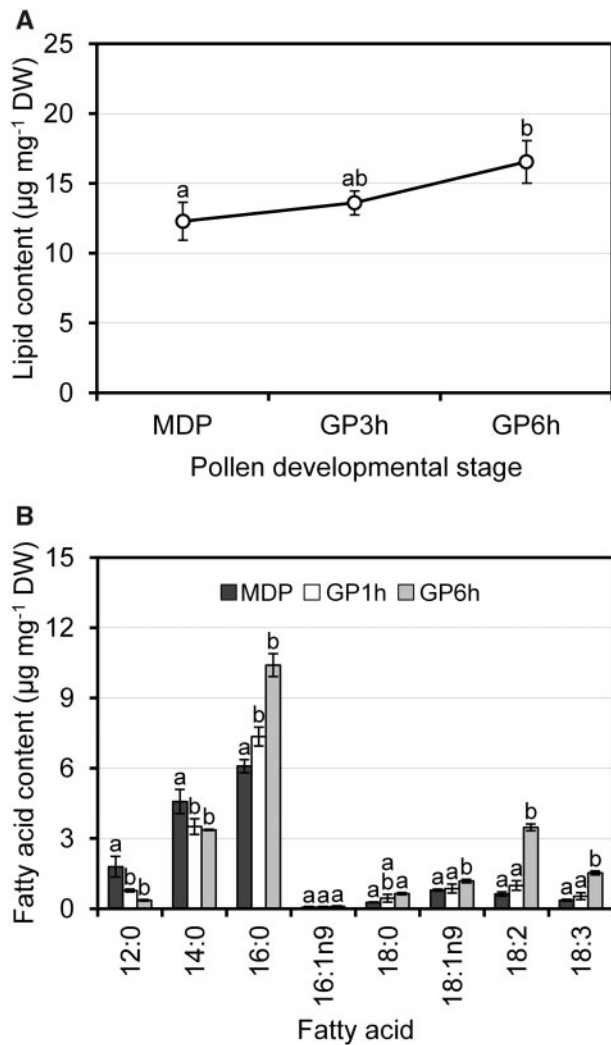 A
Lipid content (µg mg⁻¹ DW)
25
20
15
10
5
0
a
ab
b
MDP GP3h GP6h
Pollen developmental stage
B
Fatty acid content (µg mg⁻¹ DW)
15
12
9
6
3
0
MDP GP1h GP6h
a b b
a b b
a b b
a a a
a a b a
a a b
a a b
a a b
12:0 14:0 16:0 16:1n9 18:0 18:1n9 18:2 18:3
Fatty acid